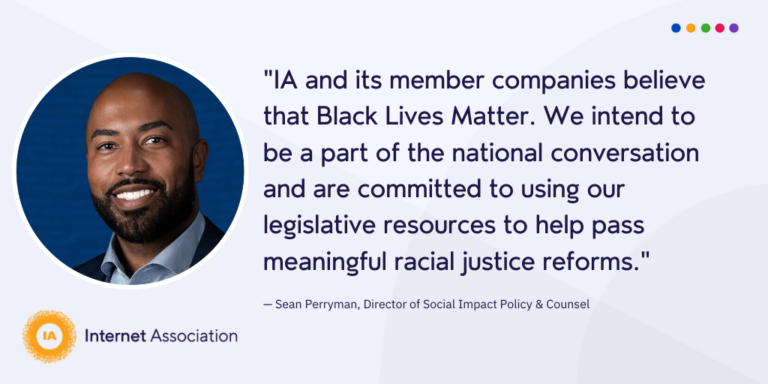 "IA and its member companies believe
that Black Lives Matter. We intend to
be a part of the national conversation
and are committed to using our
legislative resources to help pass
meaningful racial justice reforms."
— Sean Perryman, Director of Social Impact Policy & Counsel
IA
Internet Association